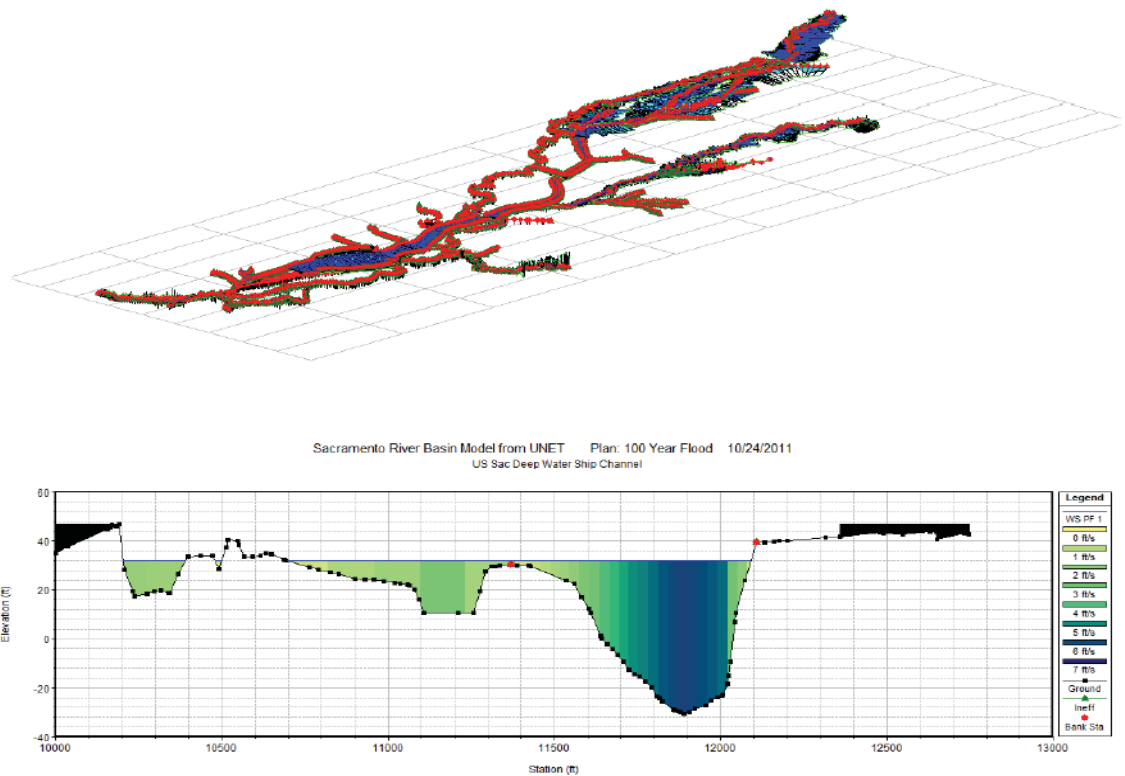 Sacramento River Basin Model from UNET Plan: 100 Year Flood 10/24/2011
US Sac Deep Water Ship Channel
60
40
20
0
-20
-40
Elevation (ft)
10000 10500 11000 11500 12000 12500 13000
Station (ft)
Legend
WS PF 1
0 ft/s
1 ft/s
2 ft/s
3 ft/s
4 ft/s
5 ft/s
6 ft/s
7 ft/s
Ground
Ineff
Bank Sta